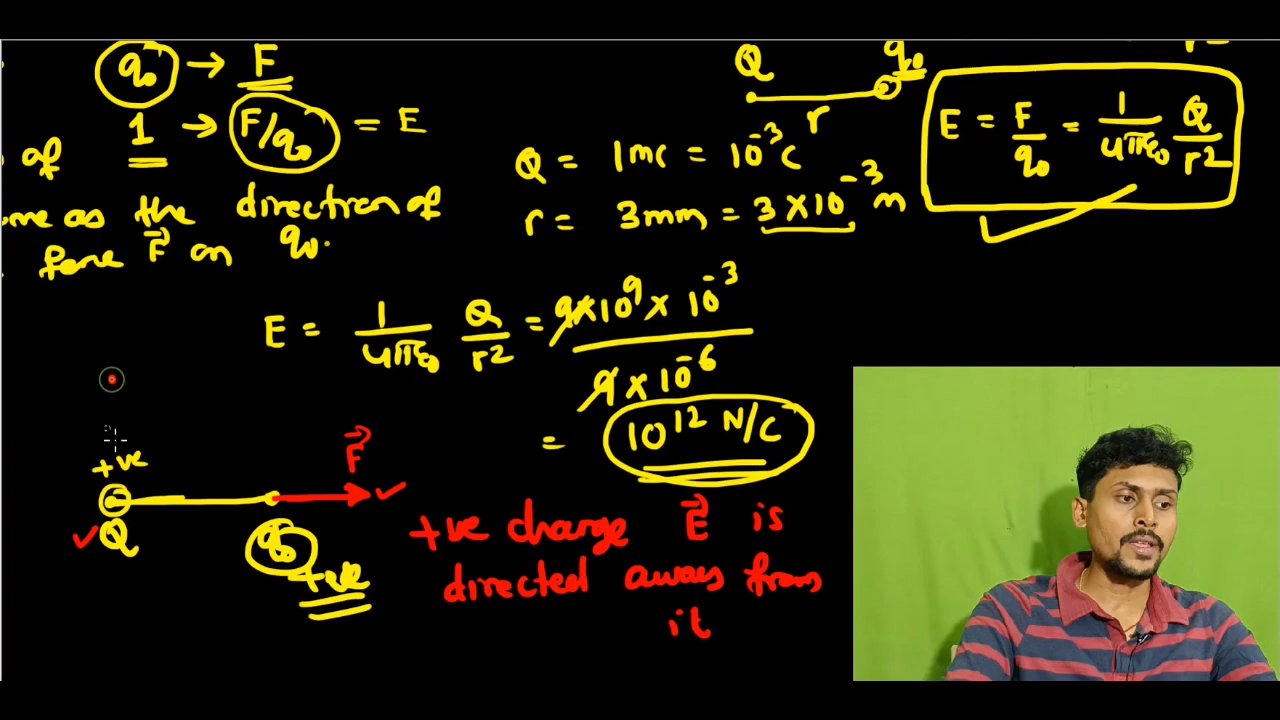 q₀ → F
1 → F/q₀ = E
of
me as the direction of
force F⃗ on q₀.
Q q₀
r
E = F/q₀ = 1/4πε₀ Q/r²
Q = 1mC = 10⁻³C
r = 3mm = 3×10⁻³m
E = 1/4πε₀ Q/r² = 9×10⁹ × 10⁻³ / 9×10⁻⁶
= 10¹² N/C
+ve
F⃗
Q
q₀
+ve
+ve charge E⃗ is
directed away from
it